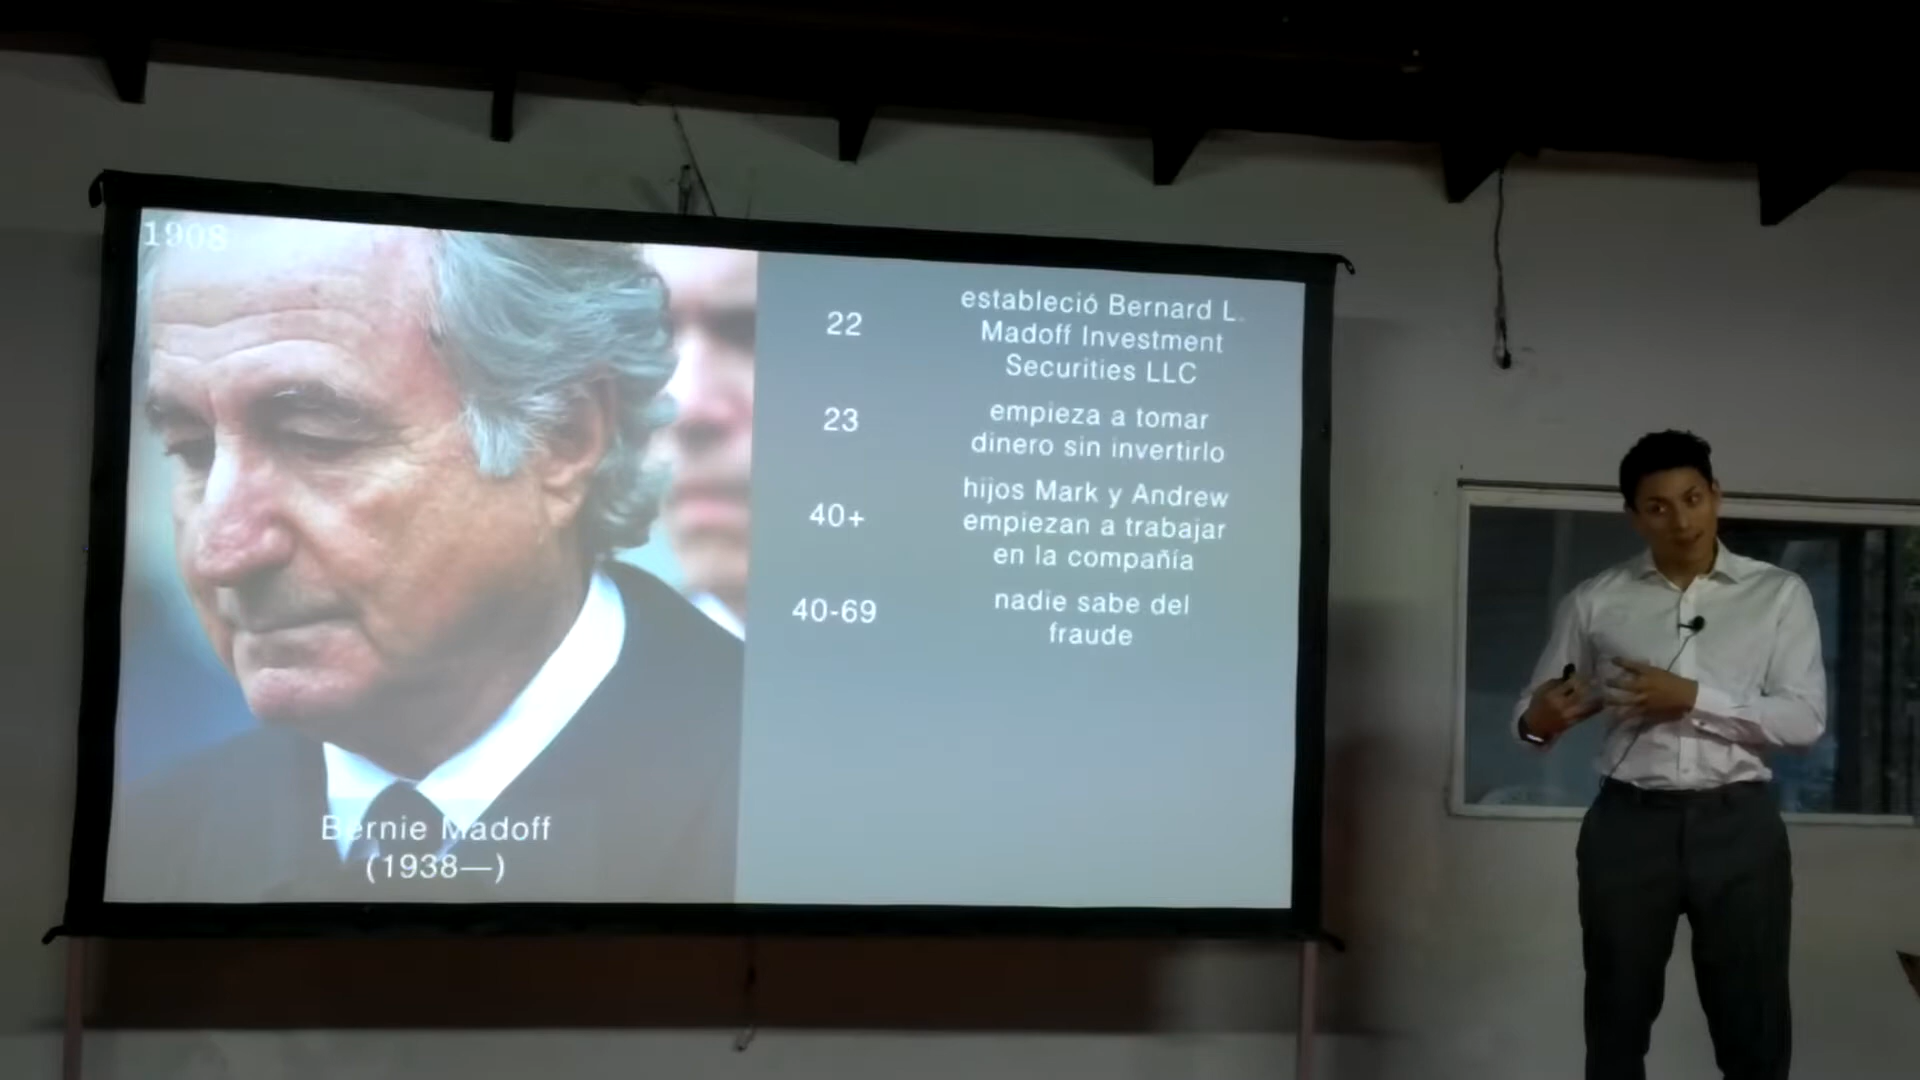 1908
Bernie Madoff
(1938—)
22
estableció Bernard L.
Madoff Investment
Securities LLC
23
empieza a tomar
dinero sin invertirlo
40+
hijos Mark y Andrew
empiezan a trabajar
en la compañía
40-69
nadie sabe del
fraude